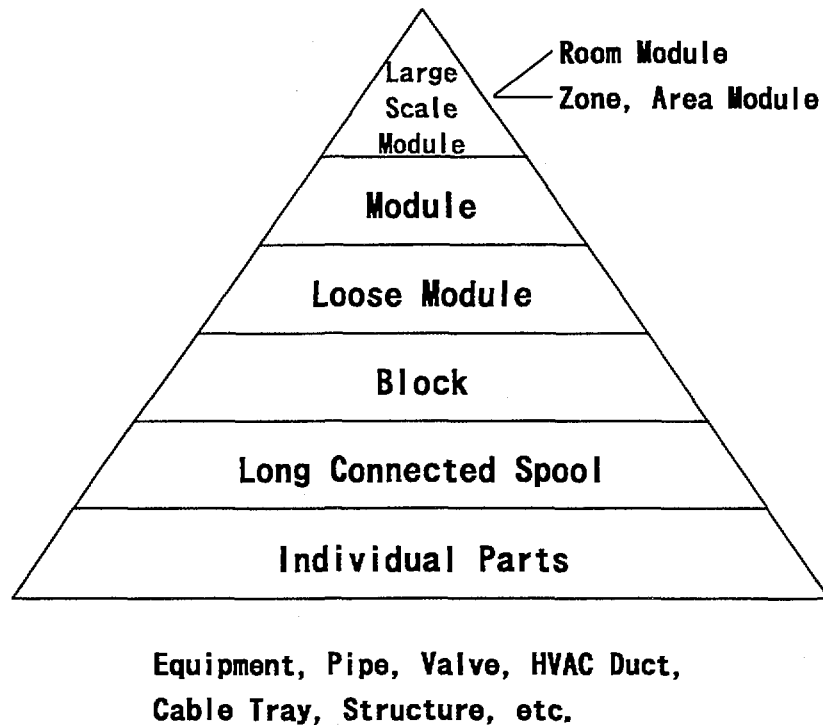 Large
Scale
Module
Room Module
Zone, Area Module
Module
Loose Module
Block
Long Connected Spool
Individual Parts
Equipment, Pipe, Valve, HVAC Duct,
Cable Tray, Structure, etc.